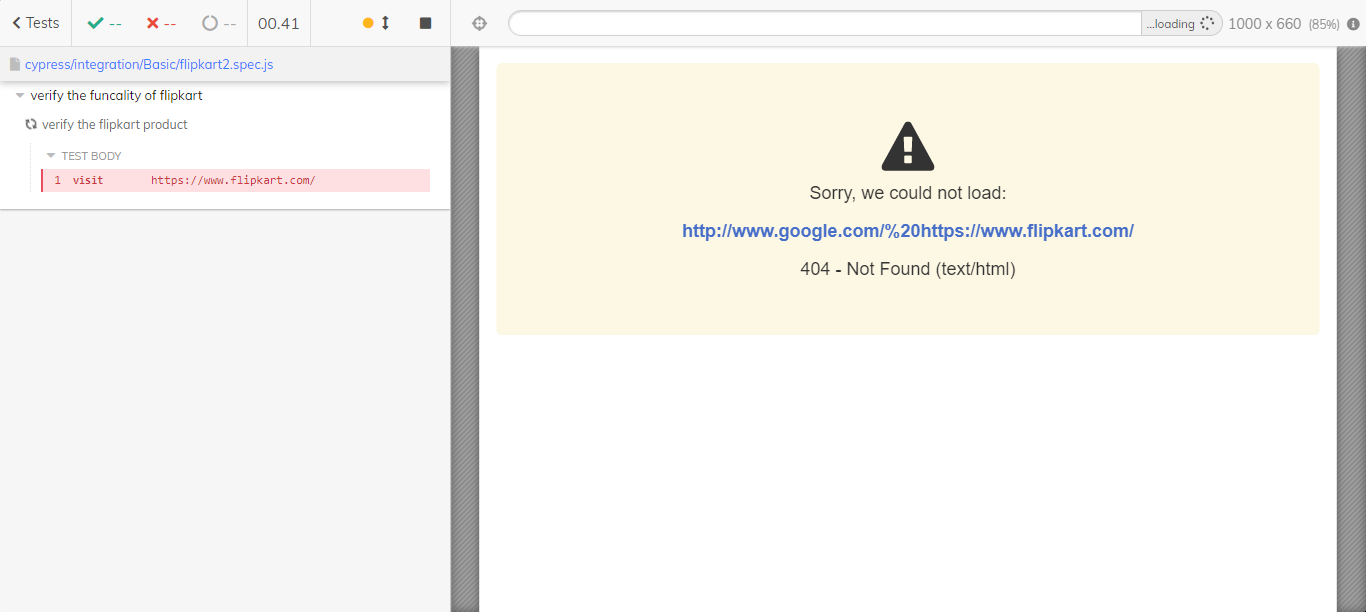 Tests -- -- -- 00.41
...loading 1000 x 660 (85%)
cypress/integration/Basic/flipkart2.spec.js
verify the funcality of flipkart
verify the flipkart product
TEST BODY
1 visit https://www.flipkart.com/
Sorry, we could not load:
http://www.google.com/%20https://www.flipkart.com/
404 - Not Found (text/html)